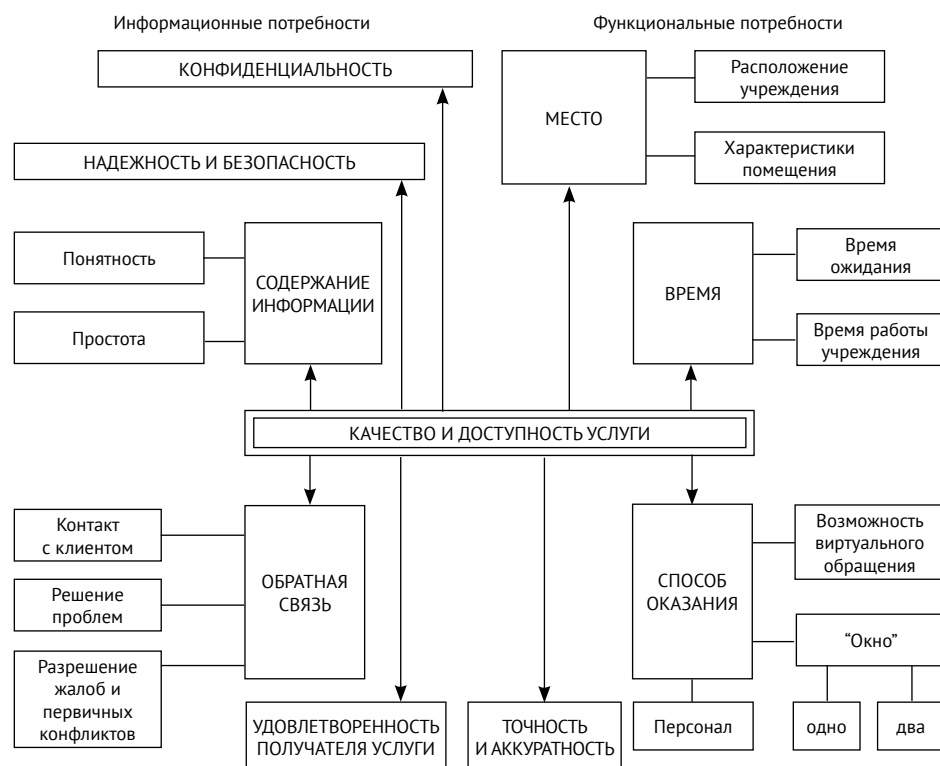 Информационные потребности
Функциональные потребности
КОНФИДЕНЦИАЛЬНОСТЬ
МЕСТО
Расположение
учреждения
Характеристики
помещения
НАДЕЖНОСТЬ И БЕЗОПАСНОСТЬ
Понятность
Простота
СОДЕРЖАНИЕ
ИНФОРМАЦИИ
ВРЕМЯ
Время
ожидания
Время работы
учреждения
КАЧЕСТВО И ДОСТУПНОСТЬ УСЛУГИ
Контакт
с клиентом
Решение
проблем
Разрешение
жалоб и
первичных
конфликтов
ОБРАТНАЯ
СВЯЗЬ
УДОВЛЕТВОРЕННОСТЬ
ПОЛУЧАТЕЛЯ УСЛУГИ
ТОЧНОСТЬ
И АККУРАТНОСТЬ
СПОСОБ
ОКАЗАНИЯ
Возможность
виртуального
обращения
“Окно”
Персонал
одно
два